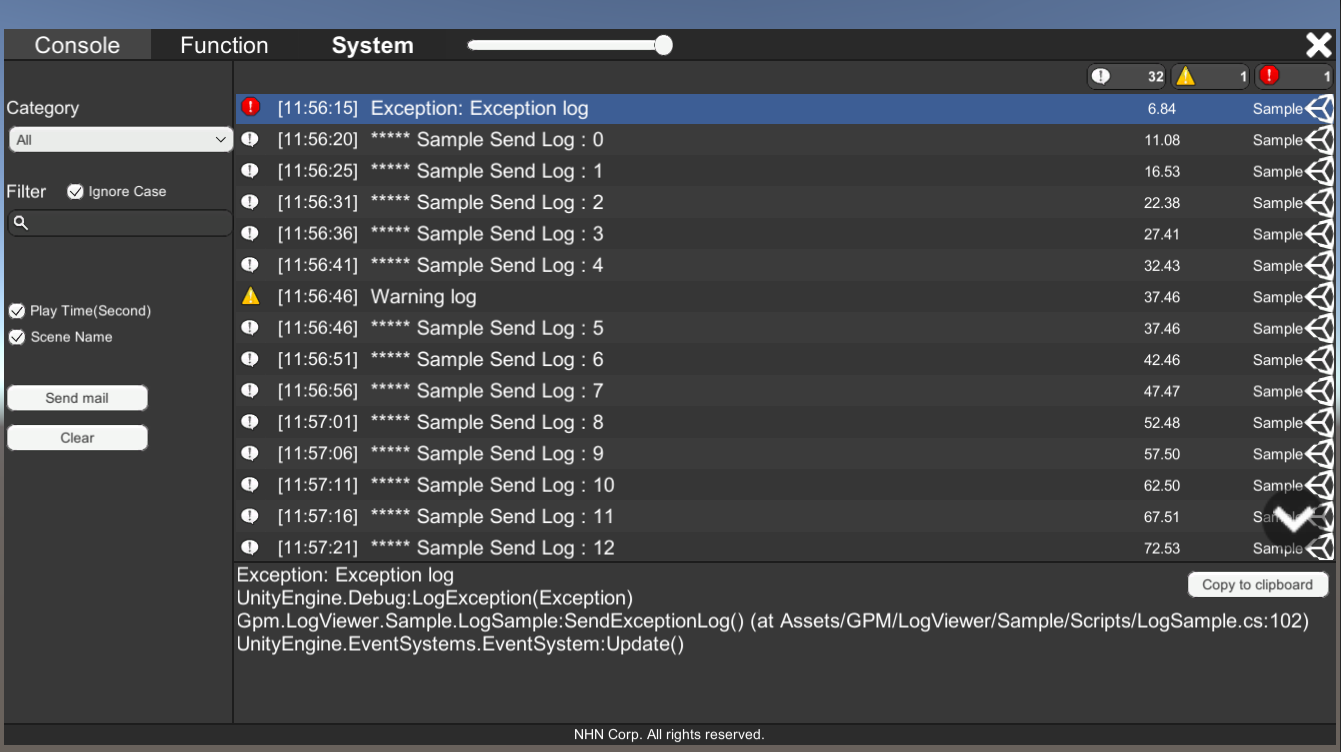 Console Function System
32 1 1
Category
All
Filter Ignore Case
Play Time(Second)
Scene Name
Send mail
Clear
[11:56:15] Exception: Exception log 6.84 Sample
[11:56:20] ***** Sample Send Log : 0 11.08 Sample
[11:56:25] ***** Sample Send Log : 1 16.53 Sample
[11:56:31] ***** Sample Send Log : 2 22.38 Sample
[11:56:36] ***** Sample Send Log : 3 27.41 Sample
[11:56:41] ***** Sample Send Log : 4 32.43 Sample
[11:56:46] Warning log 37.46 Sample
[11:56:46] ***** Sample Send Log : 5 37.46 Sample
[11:56:51] ***** Sample Send Log : 6 42.46 Sample
[11:56:56] ***** Sample Send Log : 7 47.47 Sample
[11:57:01] ***** Sample Send Log : 8 52.48 Sample
[11:57:06] ***** Sample Send Log : 9 57.50 Sample
[11:57:11] ***** Sample Send Log : 10 62.50 Sample
[11:57:16] ***** Sample Send Log : 11 67.51 Sample
[11:57:21] ***** Sample Send Log : 12 72.53 Sample
Exception: Exception log
Copy to clipboard
UnityEngine.Debug:LogException(Exception)
Gpm.LogViewer.Sample.LogSample:SendExceptionLog() (at Assets/GPM/LogViewer/Sample/Scripts/LogSample.cs:102)
UnityEngine.EventSystems.EventSystem:Update()
NHN Corp. All rights reserved.